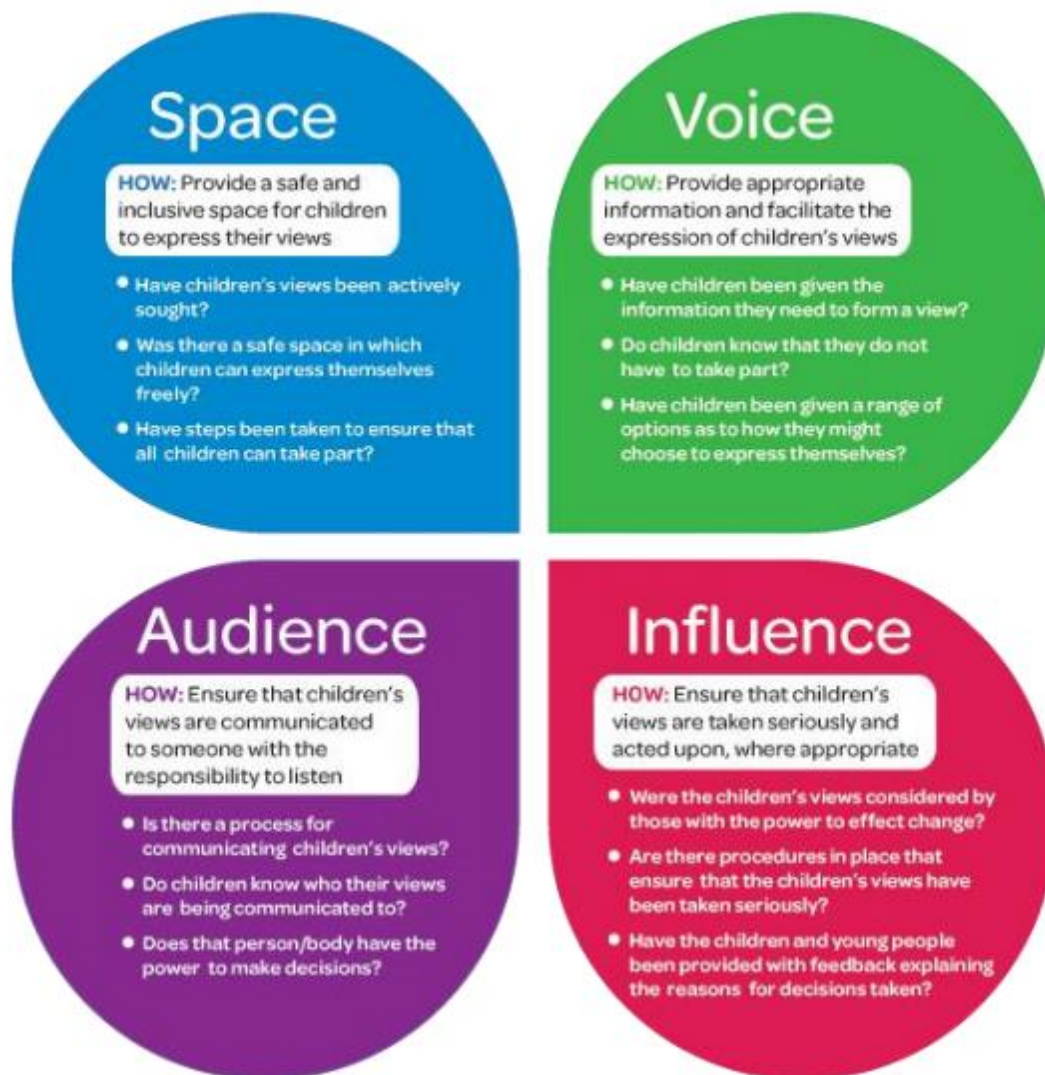 Space
HOW: Provide a safe and
inclusive space for children
to express their views
• Have children's views been actively
sought?
• Was there a safe space in which
children can express themselves
freely?
• Have steps been taken to ensure that
all children can take part?
Voice
HOW: Provide appropriate
information and facilitate the
expression of children's views
• Have children been given the
information they need to form a view?
• Do children know that they do not
have to take part?
• Have children been given a range of
options as to how they might
choose to express themselves?
Audience
HOW: Ensure that children's
views are communicated
to someone with the
responsibility to listen
• Is there a process for
communicating children's views?
• Do children know who their views
are being communicated to?
• Does that person/body have the
power to make decisions?
Influence
HOW: Ensure that children's
views are taken seriously and
acted upon, where appropriate
• Were the children's views considered by
those with the power to effect change?
• Are there procedures in place that
ensure that the children's views have
been taken seriously?
• Have the children and young people
been provided with feedback explaining
the reasons for decisions taken?